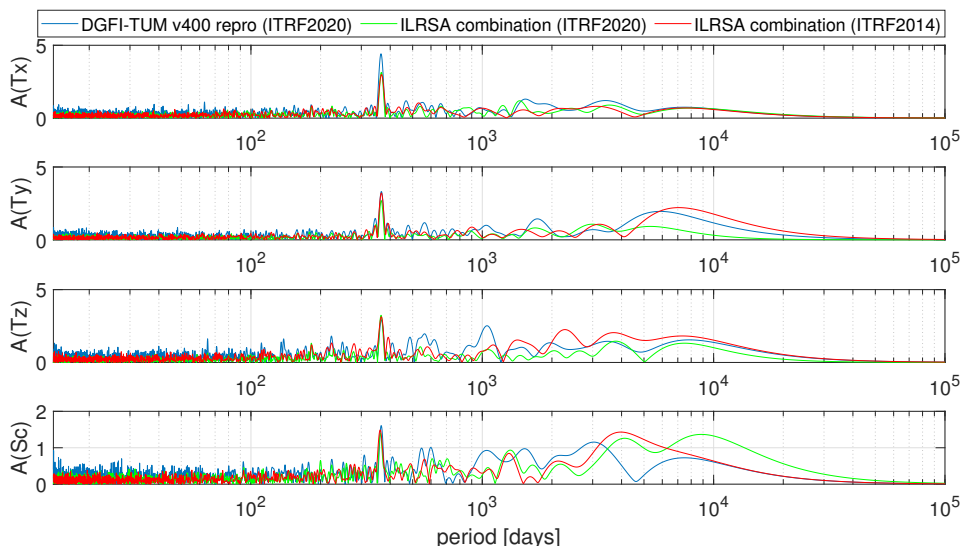 DGFI-TUM v400 repro (ITRF2020) ILRSA combination (ITRF2020) ILRSA combination (ITRF2014)
A(Tx)
5
0
10^2 10^3 10^4 10^5
A(Ty)
5
0
10^2 10^3 10^4 10^5
A(Tz)
5
0
10^2 10^3 10^4 10^5
A(Sc)
2
1
0
10^2 10^3 10^4 10^5
period [days]